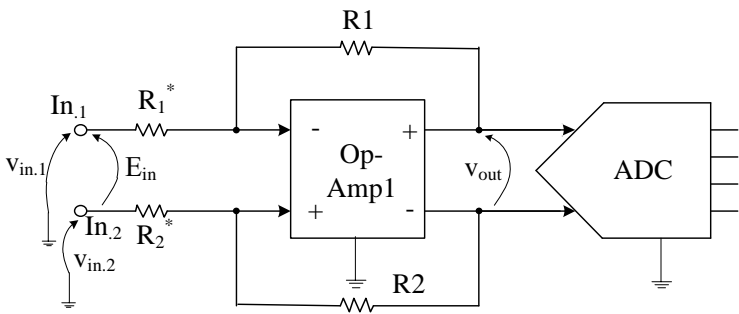 R1
In.1
R1*
vin.1
Ein
-
+
Op-
Amp1
vout
ADC
In.2
R2*
+
-
vin.2
R2